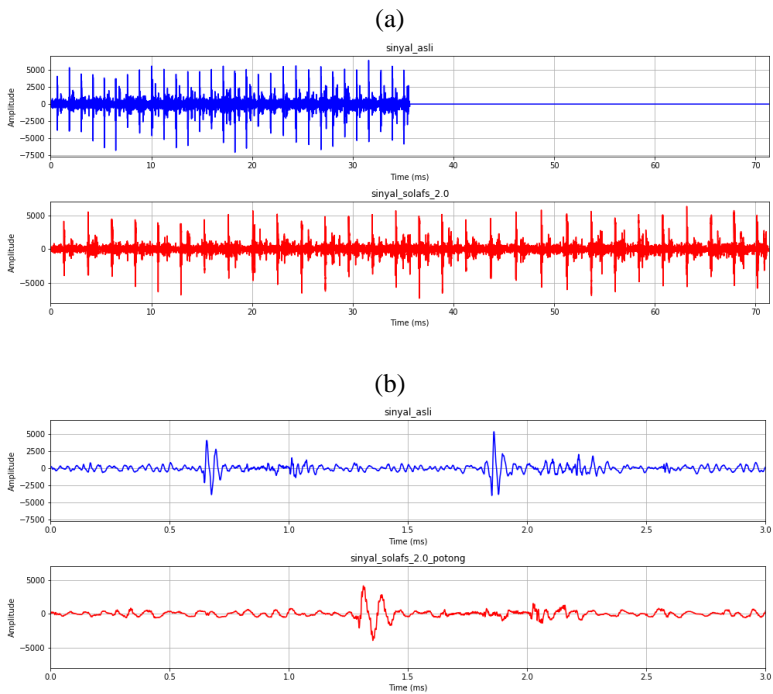 (a)
sinyal_asli
5000
2500
0
−2500
−5000
−7500
Amplitude
0 10 20 30 40 50 60 70
Time (ms)
sinyal_solafs_2.0
5000
0
−5000
Amplitude
0 10 20 30 40 50 60 70
Time (ms)
(b)
sinyal_asli
5000
2500
0
−2500
−5000
−7500
Amplitude
0.0 0.5 1.0 1.5 2.0 2.5 3.0
Time (ms)
sinyal_solafs_2.0_potong
5000
0
−5000
Amplitude
0.0 0.5 1.0 1.5 2.0 2.5 3.0
Time (ms)